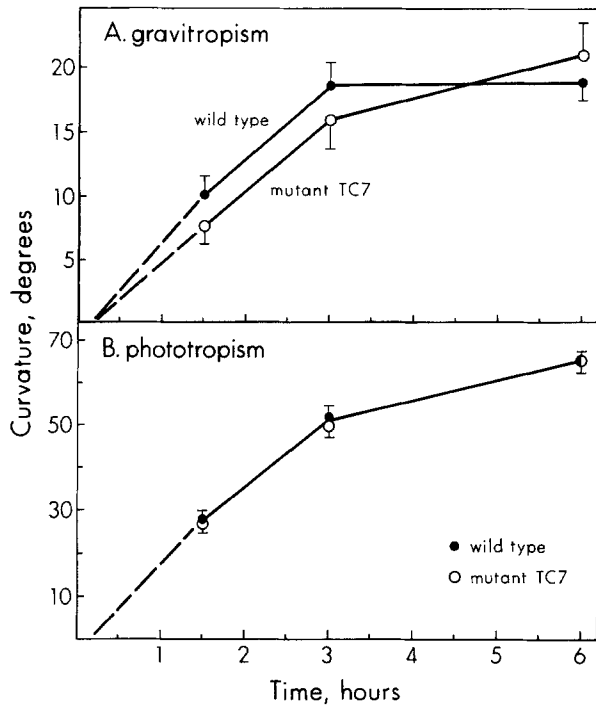 A. gravitropism
20
wild type
15
10
mutant TC7
5
Curvature, degrees
70
B. phototropism
50
30
wild type
mutant TC7
10
1 2 3 4 5 6
Time, hours